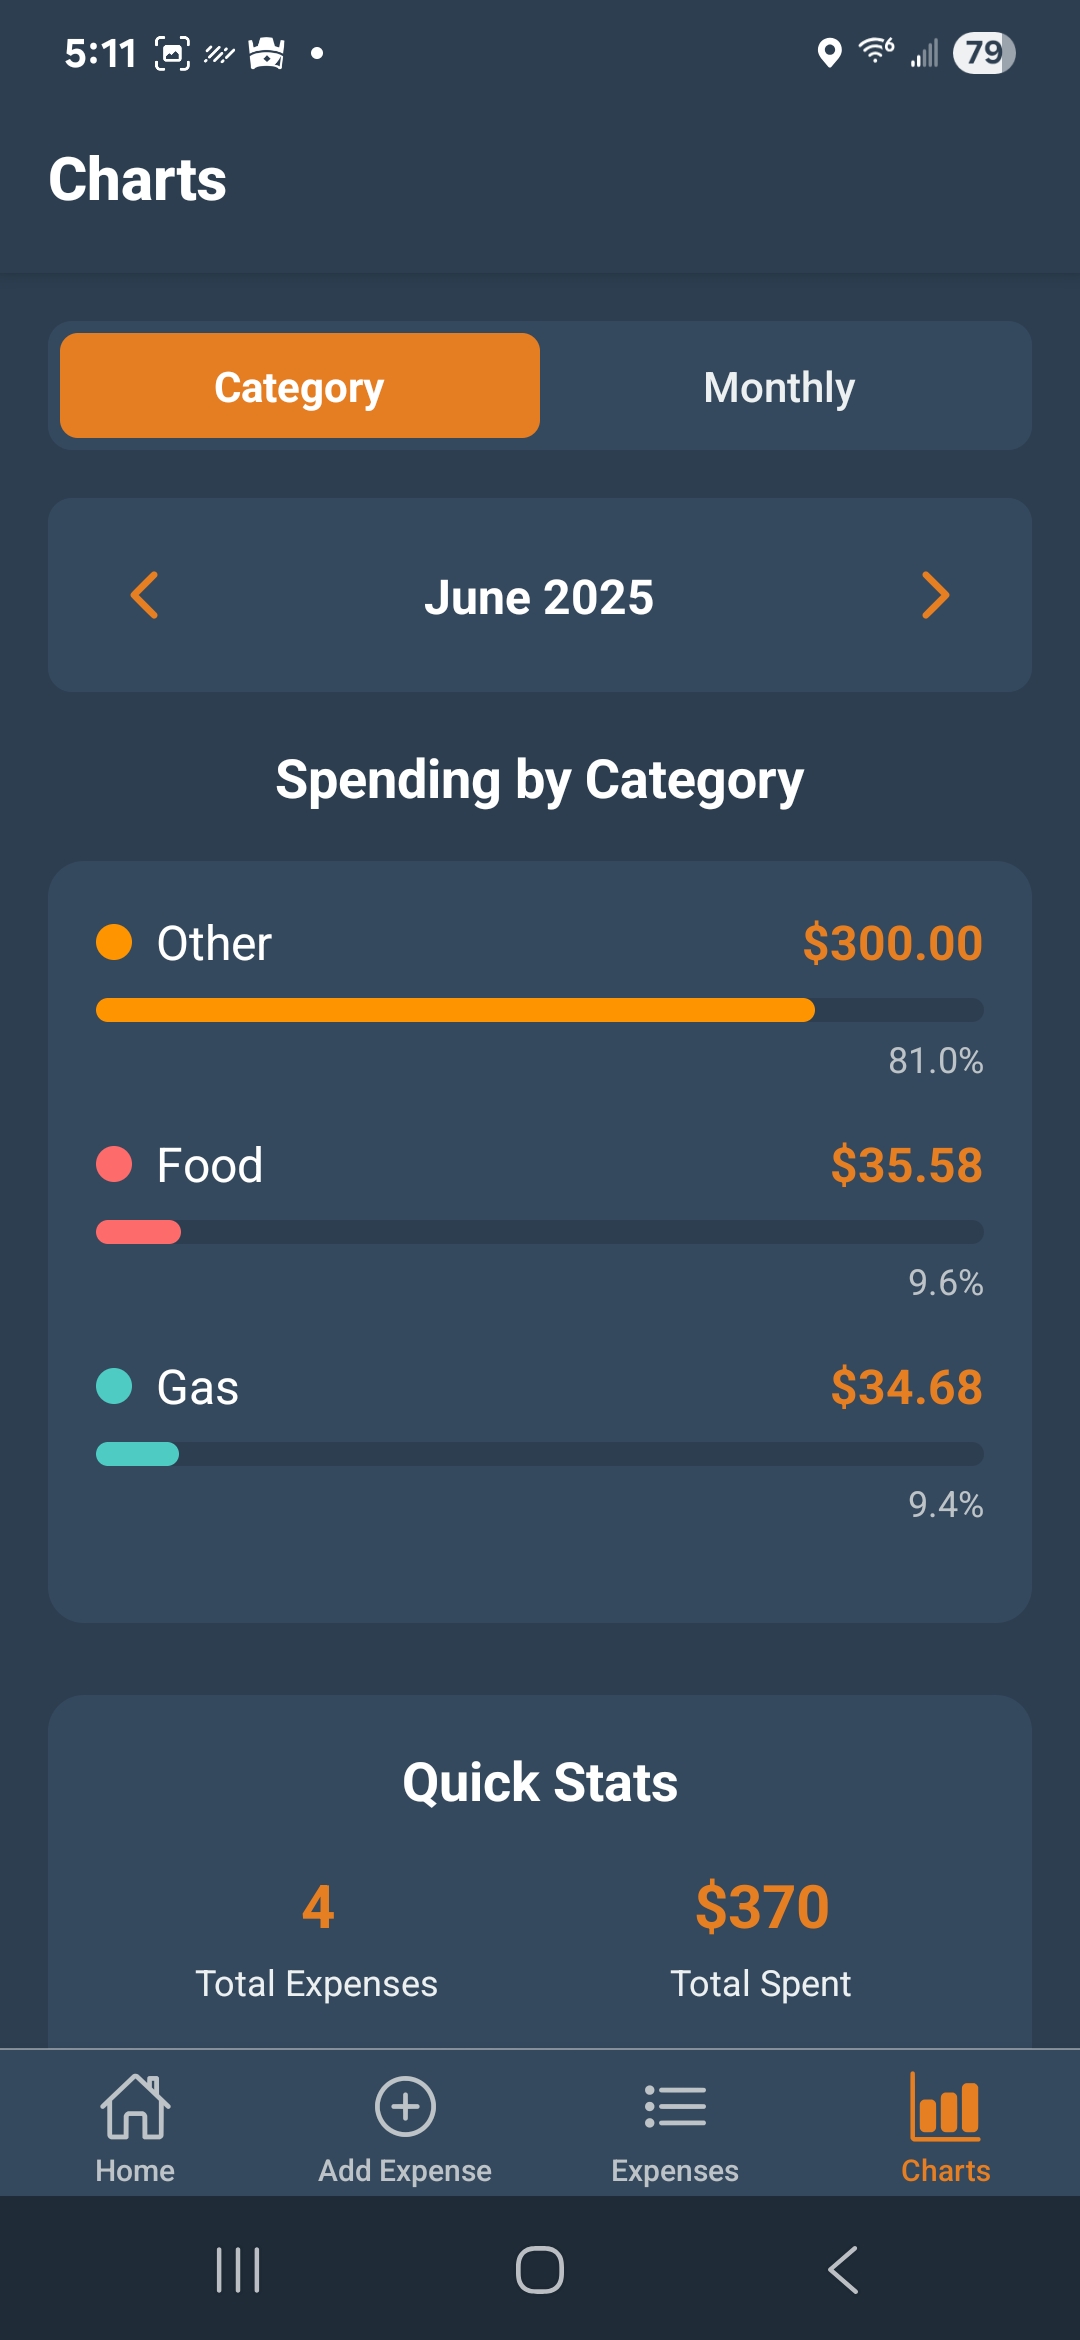 5:11 6 79
Charts
Category Monthly
June 2025
Spending by Category
Other $300.00
81.0%
Food $35.58
9.6%
Gas $34.68
9.4%
Quick Stats
4 $370
Total Expenses Total Spent
Home Add Expense Expenses Charts